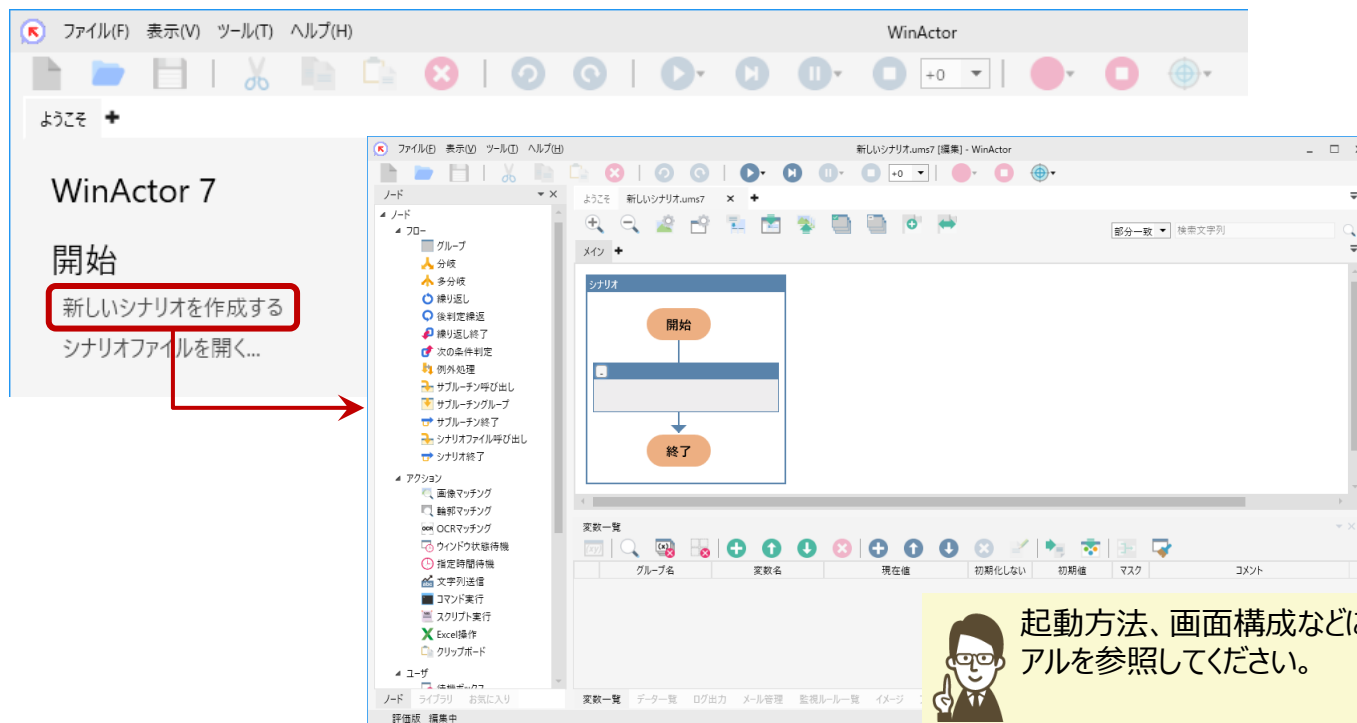 ファイル(F) 表示(V) ツール(T) ヘルプ(H)
WinActor
+0
ようこそ
WinActor 7
開始
新しいシナリオを作成する
シナリオファイルを開く...
ファイル(F) 表示(V) ツール(T) ヘルプ(H)
新しいシナリオ.ums7 [編集] - WinActor
+0
ノード
ノード
フロー
グループ
分岐
多分岐
繰り返し
後判定繰返
繰り返し終了
次の条件判定
例外処理
サブルーチン呼び出し
サブルーチングループ
サブルーチン終了
シナリオファイル呼び出し
シナリオ終了
アクション
画像マッチング
輪郭マッチング
OCR OCRマッチング
ウィンドウ状態待機
指定時間待機
文字列送信
コマンド実行
スクリプト実行
Excel操作
クリップボード
ユーザ
ノード ライブラリ お気に入り
評価版 編集中
ようこそ 新しいシナリオ.ums7
部分一致 検索文字列
メイン
シナリオ
開始
終了
変数一覧
グループ名 変数名 現在値 初期化しない 初期値 マスク コメント
変数一覧 データ一覧 ログ出力 メール管理 監視ルール一覧 イメージ
起動方法、画面構成などに
アルを参照してください。